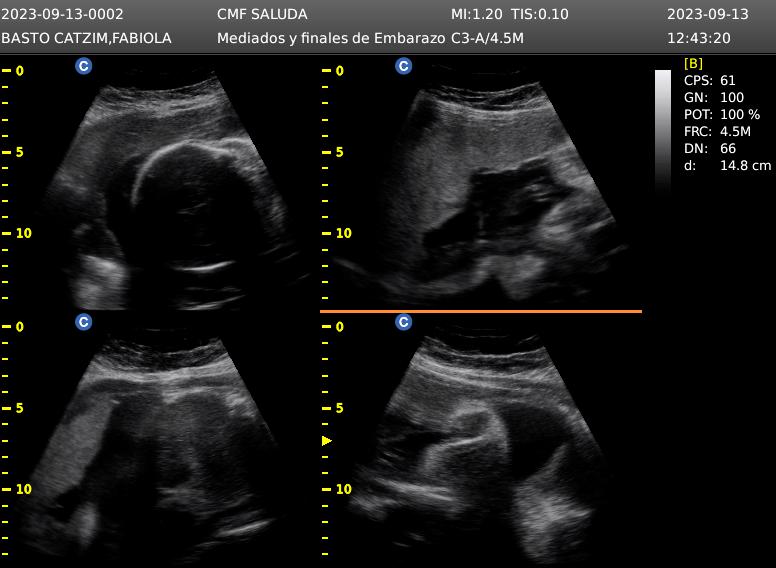 2023-09-13-0002 CMF SALUDA MI:1.20 TIS:0.10 2023-09-13
BASTO CATZIM,FABIOLA Mediados y finales de Embarazo C3-A/4.5M 12:43:20
C
C
[B]
CPS: 61
GN: 100
POT: 100 %
FRC: 4.5M
DN: 66
d: 14.8 cm
0
5
10
0
5
10
C
C
0
5
10
0
5
10